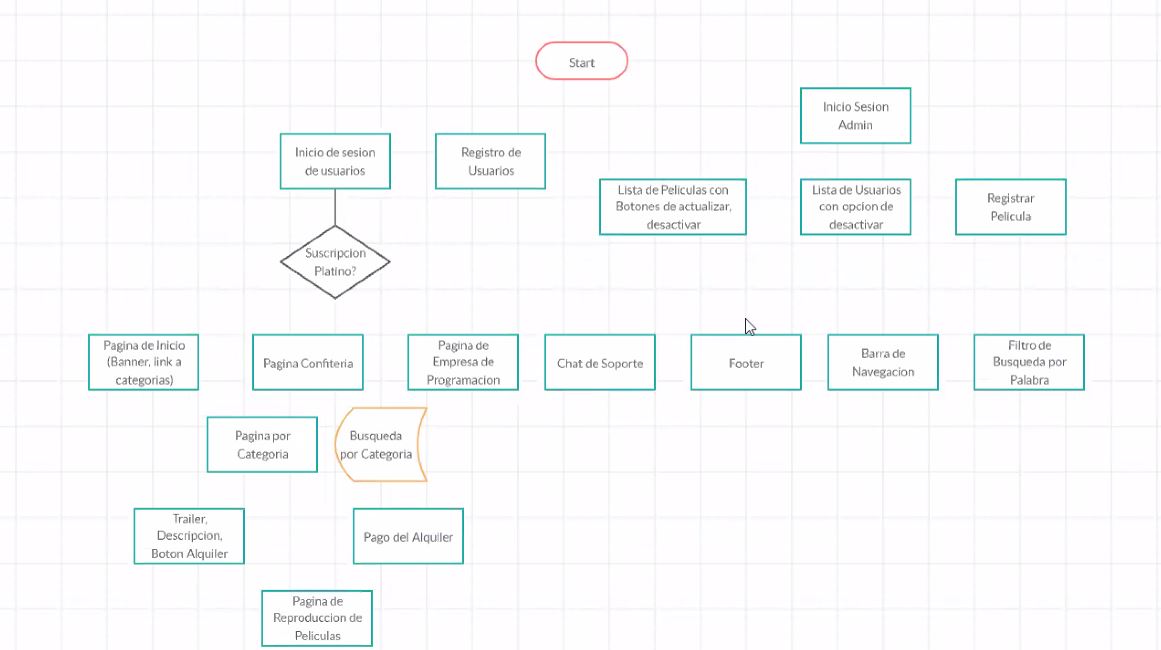 Start
Inicio Sesion
Admin
Inicio de sesion
de usuarios
Registro de
Usuarios
Lista de Peliculas con
Botones de actualizar,
desactivar
Lista de Usuarios
con opcion de
desactivar
Registrar
Pelicula
Suscripcion
Platino?
Pagina de Inicio
(Banner, link a
categorias)
Pagina Confiteria
Pagina de
Empresa de
Programacion
Chat de Soporte
Footer
Barra de
Navegacion
Filtro de
Busqueda por
Palabra
Pagina por
Categoria
Busqueda
por Categoria
Trailer,
Descripcion,
Boton Alquiler
Pago del Alquiler
Pagina de
Reproduccion de
Peliculas